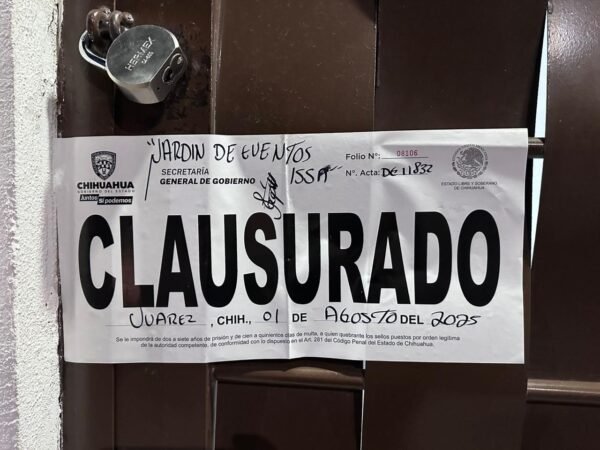 HERMEX
"JARDIN DE EVENTOS
CHIHUAHUA
GOBIERNO DEL ESTADO
Juntos Sí podemos
SECRETARÍA
GENERAL DE GOBIERNO
ISSA"
Folio N°: 08106
N°. Acta: DG 11832
ESTADO LIBRE Y SOBERANO
DE CHIHUAHUA
CLAUSURADO
JUAREZ, CHIH., 01 DE AGOSTO DEL 2025
Se le impondrá de dos a siete años de prisión y de cien a quinientos días de multa, a quien quebrante los sellos puestos por orden legítima
de la autoridad competente, de conformidad con lo dispuesto en el Art. 281 del Código Penal del Estado de Chihuahua.